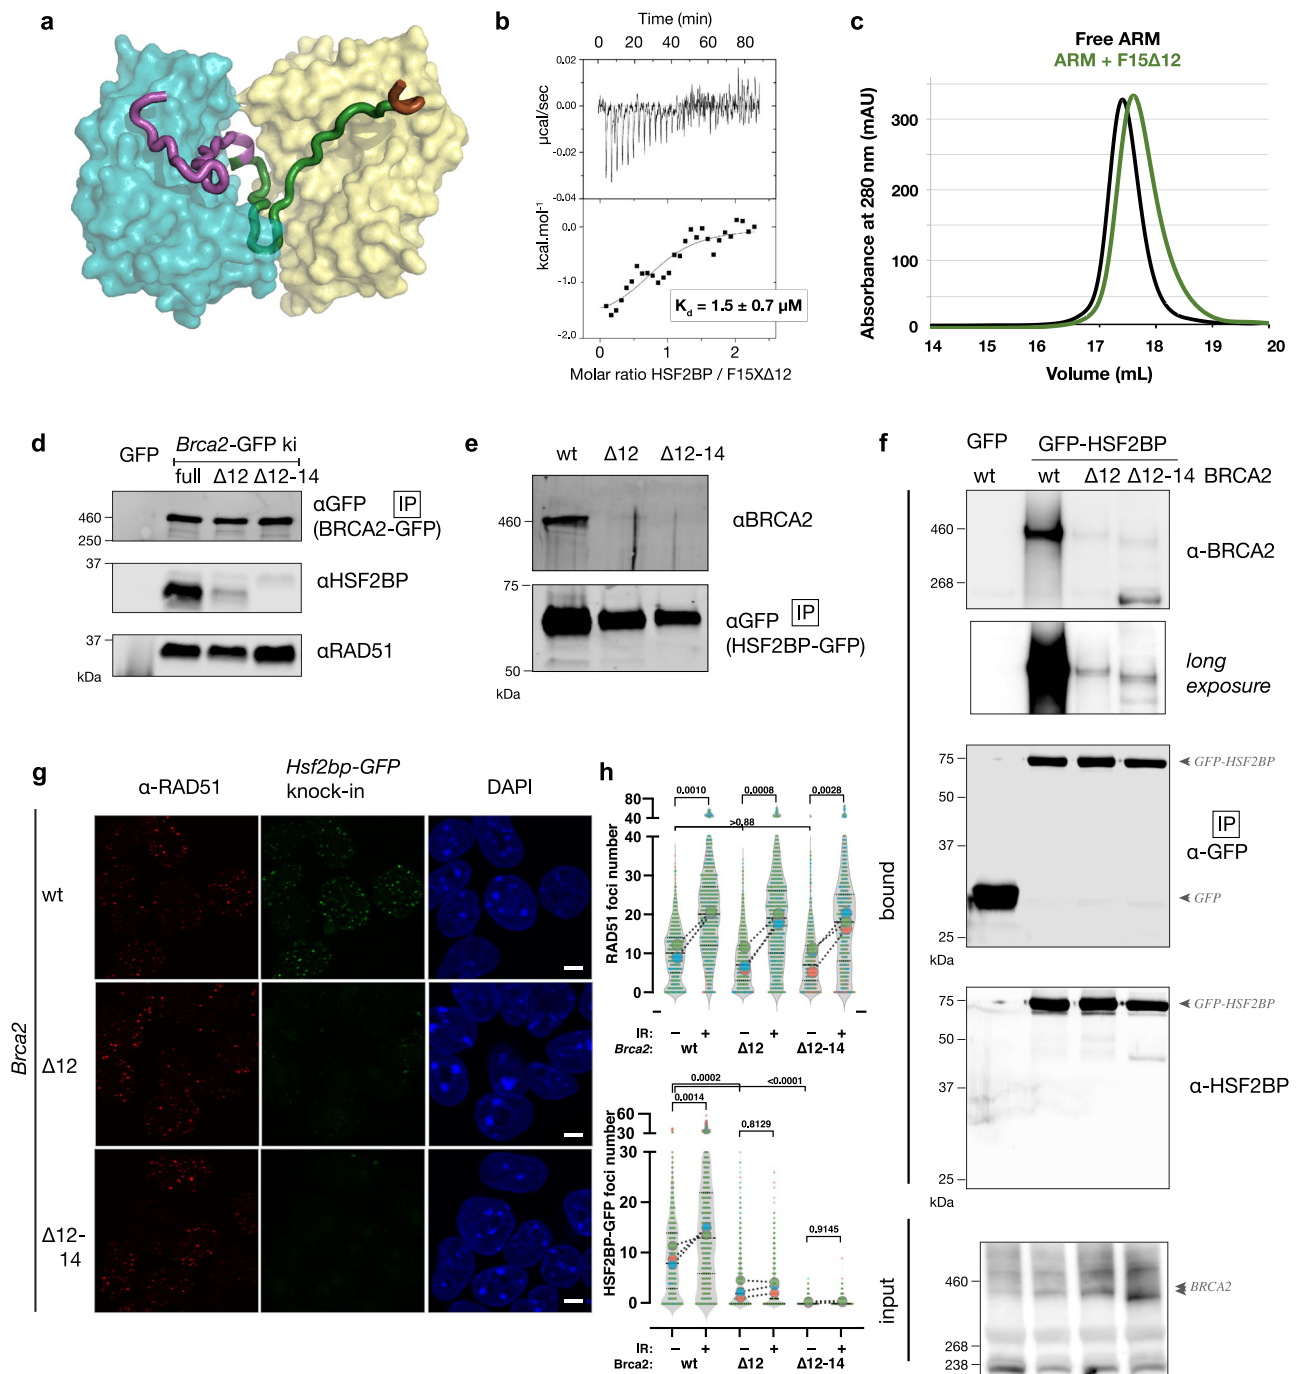 a
b
Time (min)
0 20 40 60 80
0.02
0.00
-0.02
-0.04
µcal/sec
0.0
-1.0
-2.0
kcal.mol⁻¹
K_d = 1.5 ± 0.7 µM
0 1 2
Molar ratio HSF2BP / F15XΔ12
c
Free ARM
ARM + F15Δ12
Absorbance at 280 nm (mAU)
300
200
100
0
14 15 16 17 18 19 20
Volume (mL)
d
Brca2-GFP ki
GFP
full Δ12 Δ12-14
460
250
αGFP IP
(BRCA2-GFP)
37
αHSF2BP
37
αRAD51
kDa
e
wt Δ12 Δ12-14
460
αBRCA2
75
αGFP IP
(HSF2BP-GFP)
50
kDa
f
GFP GFP-HSF2BP
wt wt Δ12 Δ12-14 BRCA2
460
268
α-BRCA2
long
exposure
bound
75
50
37
25
kDa
GFP-HSF2BP
IP
α-GFP
GFP
75
50
37
25
kDa
GFP-HSF2BP
α-HSF2BP
input
460
268
238
BRCA2
g
α-RAD51
Hsf2bp-GFP
knock-in
DAPI
Brca2
wt
Δ12
Δ12-
14
h
RAD51 foci number
80
40
40
30
20
10
0
0.0010 0.0008 0.0028
>0.88
IR: – + – + – +
Brca2: wt Δ12 Δ12-14
HSF2BP-GFP foci number
60
30
30
20
10
0
0.0002 <0.0001
0.0014
0.8129
0.9145
IR: – + – + – +
Brca2: wt Δ12 Δ12-14